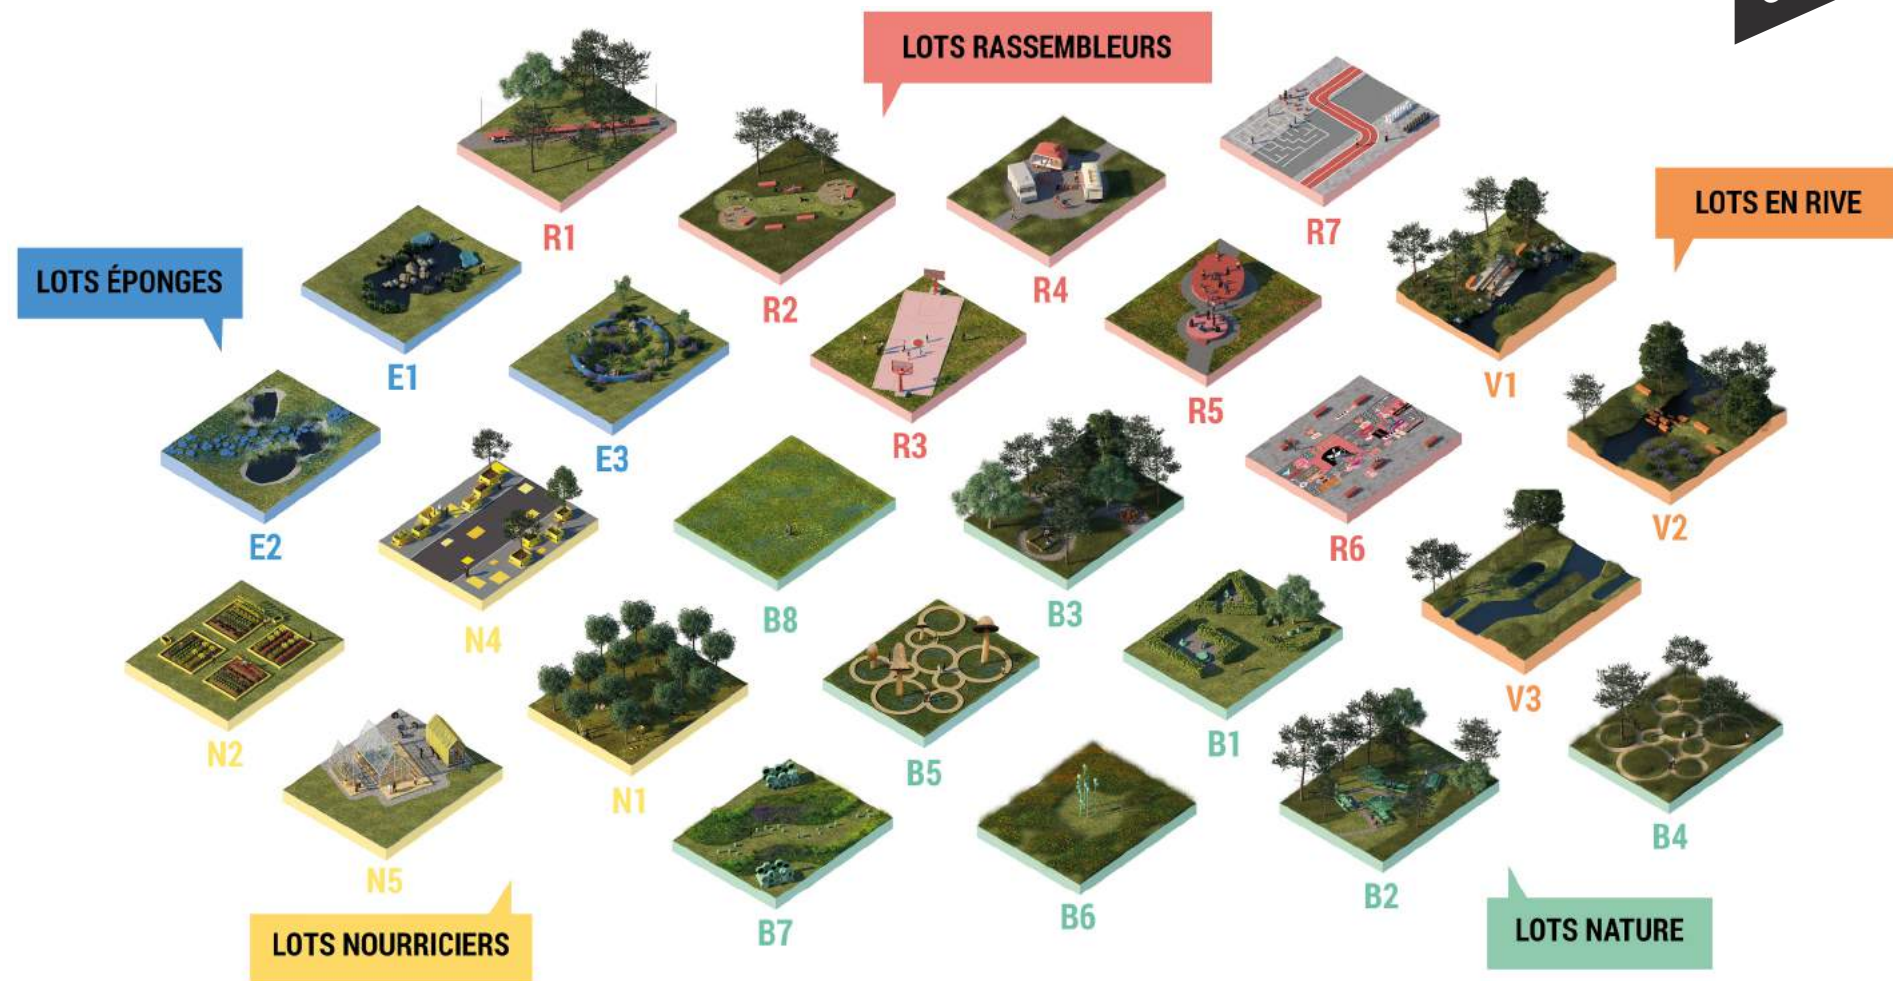 LOTS RASSEMBLEURS
R1
R2
R4
R7
LOTS EN RIVE
LOTS ÉPONGES
E1
E3
R3
R5
V1
E2
N4
B8
B3
R6
V2
N2
N5
N1
B5
B1
V3
B4
B7
B6
B2
LOTS NOURRICIERS
LOTS NATURE